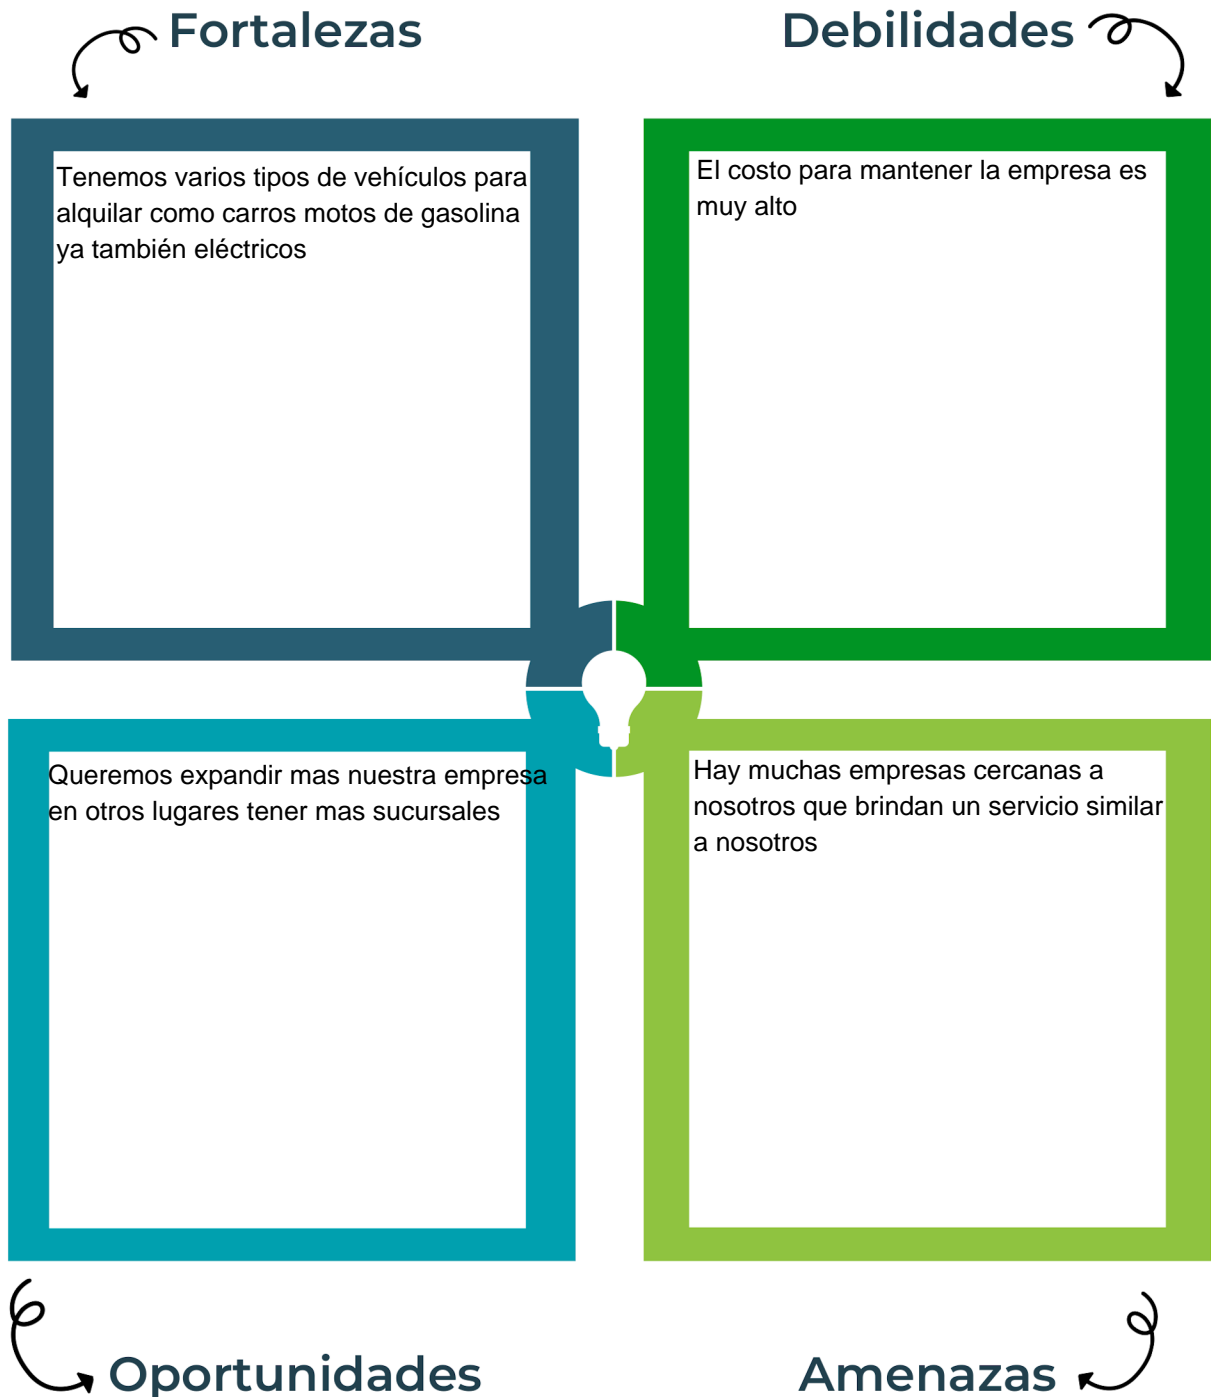 Fortalezas
Tenemos varios tipos de vehículos para
alquilar como carros motos de gasolina
ya también eléctricos
Debilidades
El costo para mantener la empresa es
muy alto
Queremos expandir mas nuestra empresa
en otros lugares tener mas sucursales
Oportunidades
Hay muchas empresas cercanas a
nosotros que brindan un servicio similar
a nosotros
Amenazas